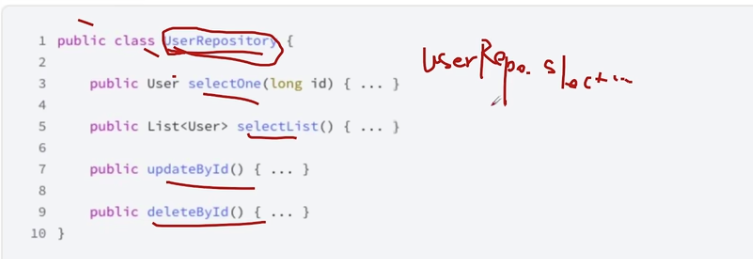 1 public class UserRepository {
2
3 public User selectOne(long id) { ... }
4
5 public List<User> selectList() { ... }
6
7 public updateById() { ... }
8
9 public deleteById() { ... }
10 }
UserRepo. slect...